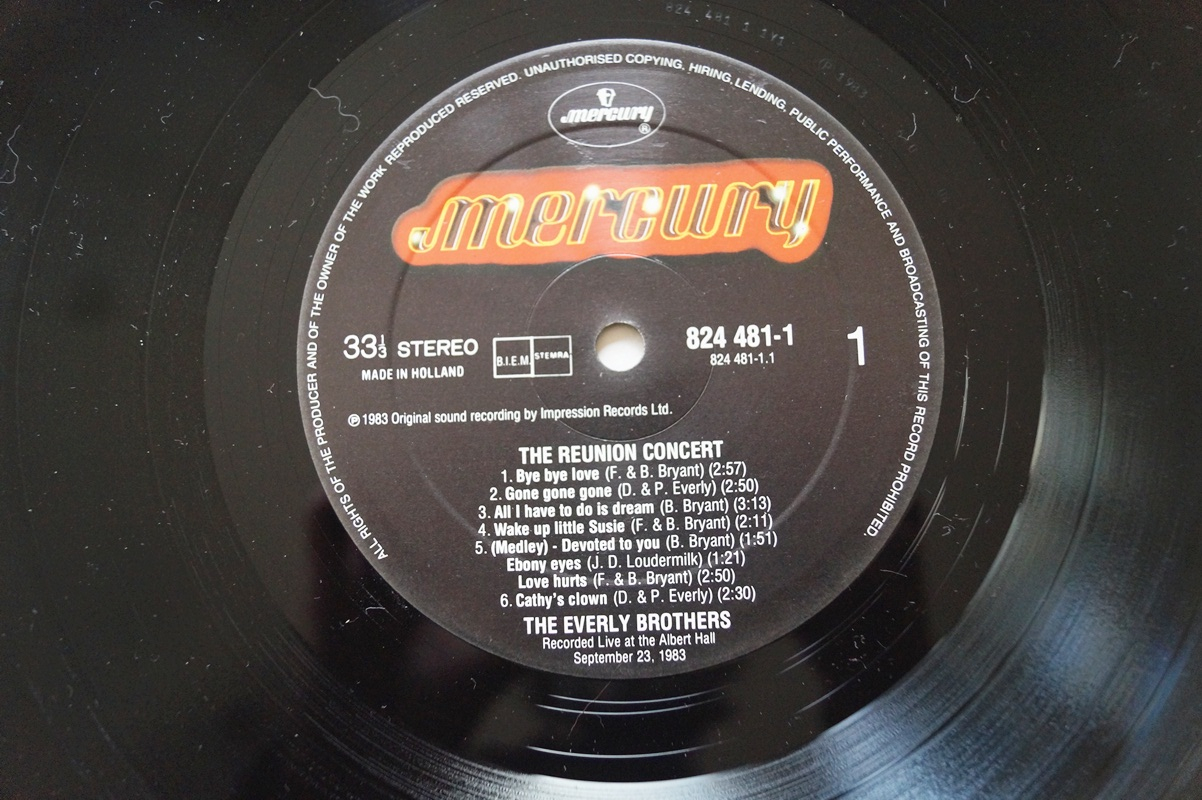 824 481 1 1Y1
℗ 1983
ALL RIGHTS OF THE PRODUCER AND OF THE OWNER OF THE WORK REPRODUCED RESERVED. UNAUTHORISED COPYING, HIRING, LENDING, PUBLIC PERFORMANCE AND BROADCASTING OF THIS RECORD PROHIBITED.
mercury
®
mercury
33⅓ STEREO
MADE IN HOLLAND
B.I.E.M. STEMRA
824 481-1
824 481-1.1
1
℗ 1983 Original sound recording by Impression Records Ltd.
THE REUNION CONCERT
1. Bye bye love (F. & B. Bryant) (2:57)
2. Gone gone gone (D. & P. Everly) (2:50)
3. All I have to do is dream (B. Bryant) (3:13)
4. Wake up little Susie (F. & B. Bryant) (2:11)
5. (Medley) - Devoted to you (B. Bryant) (1:51)
Ebony eyes (J. D. Loudermilk) (1:21)
Love hurts (F. & B. Bryant) (2:50)
6. Cathy's clown (D. & P. Everly) (2:30)
THE EVERLY BROTHERS
Recorded Live at the Albert Hall
September 23, 1983